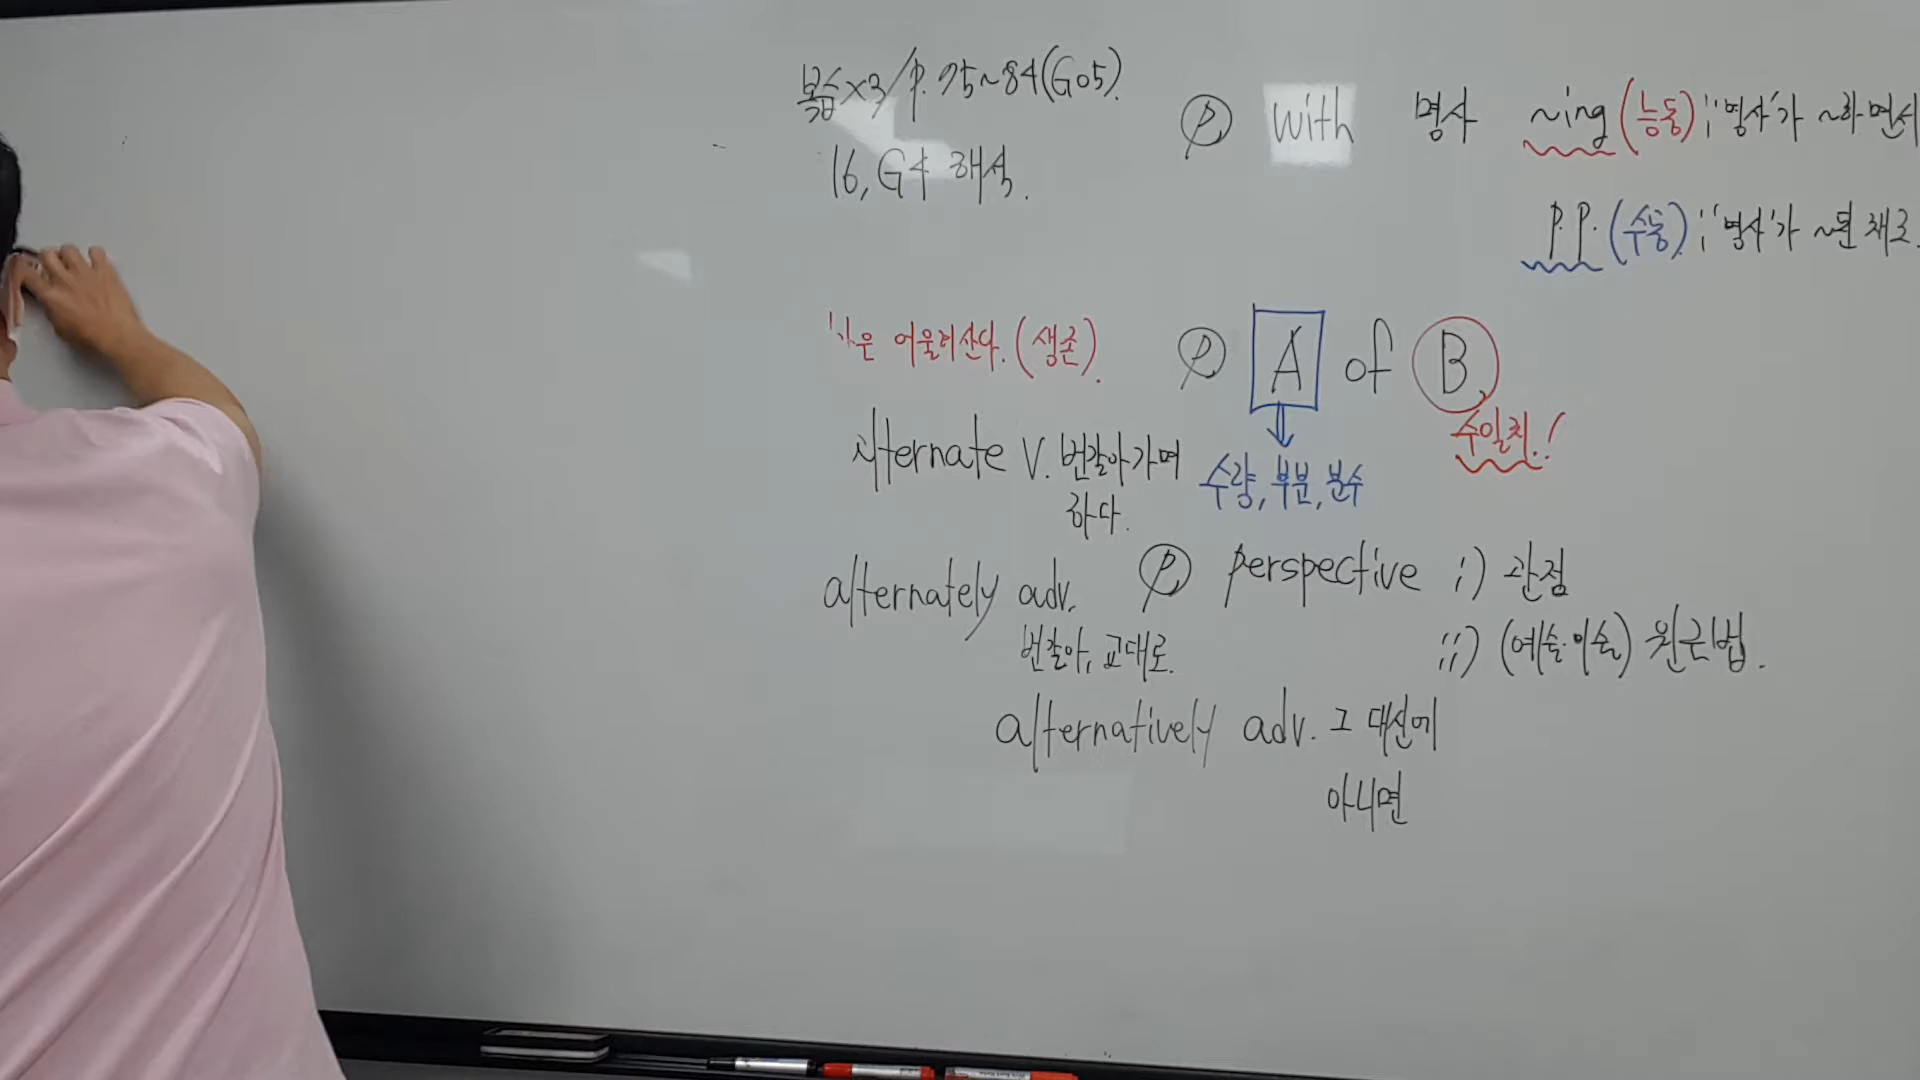 복습x3/p.75~84(G05).
16, G4 해석.
ⓟ with 명사 ~ing(능동);'명사'가 ~하면서
P.P.(수동);'명사'가 ~된 채로.
은 어울려산다.(생존).
ⓟ A of B,
수일치!
수량, 부분, 분수
alternate V. 번갈아가며
하다.
alternately adv.
번갈아, 교대로.
ⓟ perspective i) 관점
ii) (예술·미술) 원근법.
alternatively adv. 그 대신에
아니면